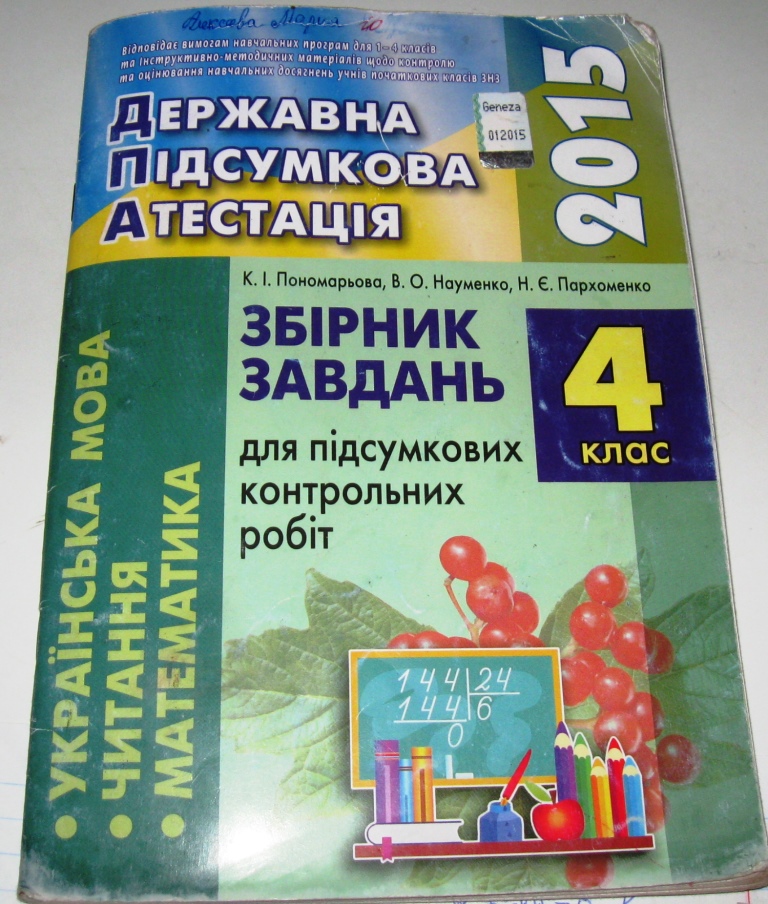 Мария
Відповідає вимогам навчальних програм для 1–4 класів
та інструктивно-методичних матеріалів щодо контролю
та оцінювання навчальних досягнень учнів початкових класів ЗНЗ
ДЕРЖАВНА
ПІДСУМКОВА
АТЕСТАЦІЯ
Geneza
012015
2015
К. І. Пономарьова, В. О. Науменко, Н. Є. Пархоменко
ЗБІРНИК
ЗАВДАНЬ
4
клас
для підсумкових
контрольних
робіт
• УКРАЇНСЬКА МОВА
• ЧИТАННЯ
• МАТЕМАТИКА
144 24
144 6
0